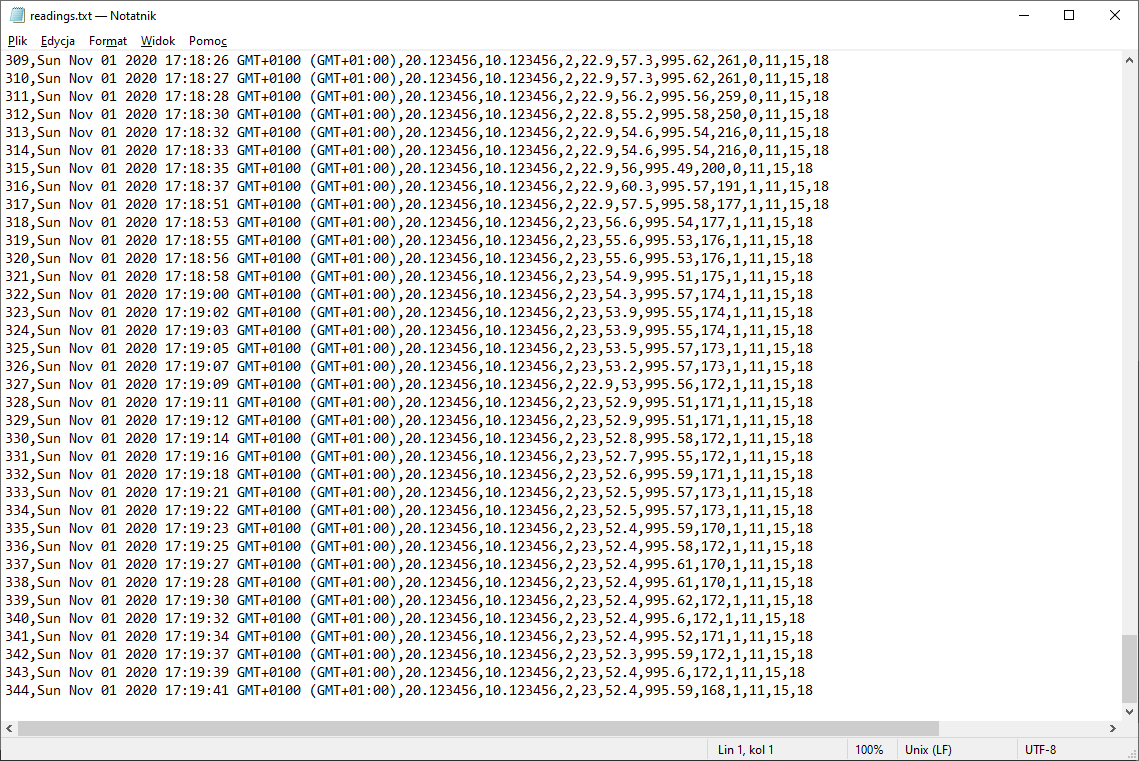 readings.txt — Notatnik
Plik Edycja Format Widok Pomoc
309,Sun Nov 01 2020 17:18:26 GMT+0100 (GMT+01:00),20.123456,10.123456,2,22.9,57.3,995.62,261,0,11,15,18
310,Sun Nov 01 2020 17:18:27 GMT+0100 (GMT+01:00),20.123456,10.123456,2,22.9,57.3,995.62,261,0,11,15,18
311,Sun Nov 01 2020 17:18:28 GMT+0100 (GMT+01:00),20.123456,10.123456,2,22.9,56.2,995.56,259,0,11,15,18
312,Sun Nov 01 2020 17:18:30 GMT+0100 (GMT+01:00),20.123456,10.123456,2,22.8,55.2,995.58,250,0,11,15,18
313,Sun Nov 01 2020 17:18:32 GMT+0100 (GMT+01:00),20.123456,10.123456,2,22.9,54.6,995.54,216,0,11,15,18
314,Sun Nov 01 2020 17:18:33 GMT+0100 (GMT+01:00),20.123456,10.123456,2,22.9,54.6,995.54,216,0,11,15,18
315,Sun Nov 01 2020 17:18:35 GMT+0100 (GMT+01:00),20.123456,10.123456,2,22.9,56,995.49,200,0,11,15,18
316,Sun Nov 01 2020 17:18:37 GMT+0100 (GMT+01:00),20.123456,10.123456,2,22.9,60.3,995.57,191,1,11,15,18
317,Sun Nov 01 2020 17:18:51 GMT+0100 (GMT+01:00),20.123456,10.123456,2,22.9,57.5,995.58,177,1,11,15,18
318,Sun Nov 01 2020 17:18:53 GMT+0100 (GMT+01:00),20.123456,10.123456,2,23,56.6,995.54,177,1,11,15,18
319,Sun Nov 01 2020 17:18:55 GMT+0100 (GMT+01:00),20.123456,10.123456,2,23,55.6,995.53,176,1,11,15,18
320,Sun Nov 01 2020 17:18:56 GMT+0100 (GMT+01:00),20.123456,10.123456,2,23,55.6,995.53,176,1,11,15,18
321,Sun Nov 01 2020 17:18:58 GMT+0100 (GMT+01:00),20.123456,10.123456,2,23,54.9,995.51,175,1,11,15,18
322,Sun Nov 01 2020 17:19:00 GMT+0100 (GMT+01:00),20.123456,10.123456,2,23,54.3,995.57,174,1,11,15,18
323,Sun Nov 01 2020 17:19:02 GMT+0100 (GMT+01:00),20.123456,10.123456,2,23,53.9,995.55,174,1,11,15,18
324,Sun Nov 01 2020 17:19:03 GMT+0100 (GMT+01:00),20.123456,10.123456,2,23,53.9,995.55,174,1,11,15,18
325,Sun Nov 01 2020 17:19:05 GMT+0100 (GMT+01:00),20.123456,10.123456,2,23,53.5,995.57,173,1,11,15,18
326,Sun Nov 01 2020 17:19:07 GMT+0100 (GMT+01:00),20.123456,10.123456,2,23,53.2,995.57,173,1,11,15,18
327,Sun Nov 01 2020 17:19:09 GMT+0100 (GMT+01:00),20.123456,10.123456,2,22.9,53,995.56,172,1,11,15,18
328,Sun Nov 01 2020 17:19:11 GMT+0100 (GMT+01:00),20.123456,10.123456,2,23,52.9,995.51,171,1,11,15,18
329,Sun Nov 01 2020 17:19:12 GMT+0100 (GMT+01:00),20.123456,10.123456,2,23,52.9,995.51,171,1,11,15,18
330,Sun Nov 01 2020 17:19:14 GMT+0100 (GMT+01:00),20.123456,10.123456,2,23,52.8,995.58,172,1,11,15,18
331,Sun Nov 01 2020 17:19:16 GMT+0100 (GMT+01:00),20.123456,10.123456,2,23,52.7,995.55,172,1,11,15,18
332,Sun Nov 01 2020 17:19:18 GMT+0100 (GMT+01:00),20.123456,10.123456,2,23,52.6,995.59,171,1,11,15,18
333,Sun Nov 01 2020 17:19:21 GMT+0100 (GMT+01:00),20.123456,10.123456,2,23,52.5,995.57,173,1,11,15,18
334,Sun Nov 01 2020 17:19:22 GMT+0100 (GMT+01:00),20.123456,10.123456,2,23,52.5,995.57,173,1,11,15,18
335,Sun Nov 01 2020 17:19:23 GMT+0100 (GMT+01:00),20.123456,10.123456,2,23,52.4,995.59,170,1,11,15,18
336,Sun Nov 01 2020 17:19:25 GMT+0100 (GMT+01:00),20.123456,10.123456,2,23,52.4,995.58,172,1,11,15,18
337,Sun Nov 01 2020 17:19:27 GMT+0100 (GMT+01:00),20.123456,10.123456,2,23,52.4,995.61,170,1,11,15,18
338,Sun Nov 01 2020 17:19:28 GMT+0100 (GMT+01:00),20.123456,10.123456,2,23,52.4,995.61,170,1,11,15,18
339,Sun Nov 01 2020 17:19:30 GMT+0100 (GMT+01:00),20.123456,10.123456,2,23,52.4,995.62,172,1,11,15,18
340,Sun Nov 01 2020 17:19:32 GMT+0100 (GMT+01:00),20.123456,10.123456,2,23,52.4,995.6,172,1,11,15,18
341,Sun Nov 01 2020 17:19:34 GMT+0100 (GMT+01:00),20.123456,10.123456,2,23,52.4,995.52,171,1,11,15,18
342,Sun Nov 01 2020 17:19:37 GMT+0100 (GMT+01:00),20.123456,10.123456,2,23,52.3,995.59,172,1,11,15,18
343,Sun Nov 01 2020 17:19:39 GMT+0100 (GMT+01:00),20.123456,10.123456,2,23,52.4,995.6,172,1,11,15,18
344,Sun Nov 01 2020 17:19:41 GMT+0100 (GMT+01:00),20.123456,10.123456,2,23,52.4,995.59,168,1,11,15,18
Lin 1, kol 1 100% Unix (LF) UTF-8